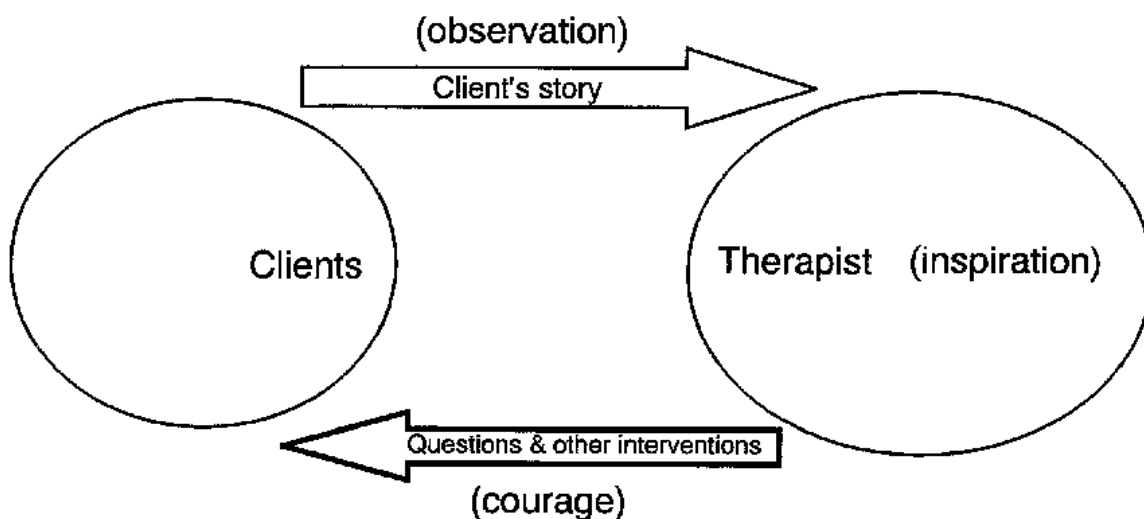 (observation)
Client's story
Clients
Therapist (inspiration)
Questions & other interventions
(courage)